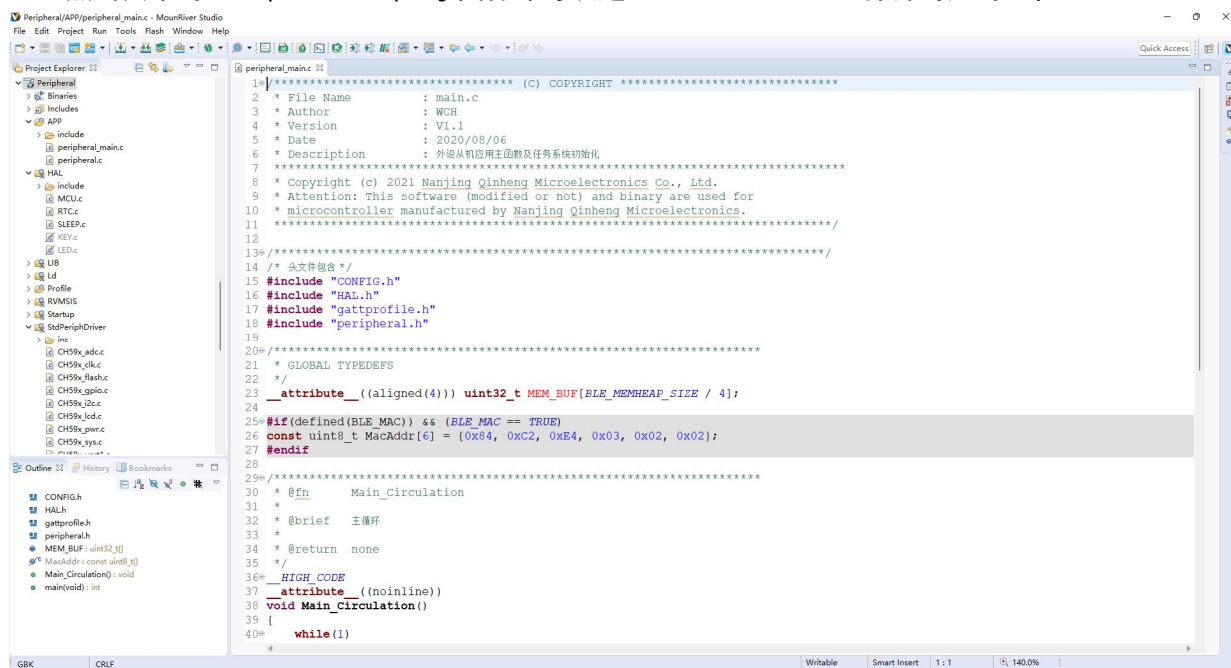 Peripheral/APP/peripheral_main.c - MounRiver Studio
File Edit Project Run Tools Flash Window Help
Quick Access
Project Explorer
Peripheral
Binaries
Includes
APP
include
peripheral_main.c
peripheral.c
HAL
include
MCU.c
RTC.c
SLEEP.c
KEY.c
LED.c
LIB
Ld
Profile
RVMSIS
Startup
StdPeriphDriver
inc
CH59x_adc.c
CH59x_clk.c
CH59x_flash.c
CH59x_gpio.c
CH59x_i2c.c
CH59x_lcd.c
CH59x_pwr.c
CH59x_sys.c
Outline History Bookmarks
CONFIG.h
HAL.h
gattprofile.h
peripheral.h
MEM_BUF : uint32_t[]
MacAddr : const uint8_t[]
Main_Circulation() : void
main(void) : int
peripheral_main.c
1 /********************************* (C) COPYRIGHT *******************************
2 * File Name : main.c
3 * Author : WCH
4 * Version : V1.1
5 * Date : 2020/08/06
6 * Description : 外设从机应用主函数及任务系统初始化
7 *********************************************************************************
8 * Copyright (c) 2021 Nanjing Qinheng Microelectronics Co., Ltd.
9 * Attention: This software (modified or not) and binary are used for
10 * microcontroller manufactured by Nanjing Qinheng Microelectronics.
11 *******************************************************************************/
12
13 /******************************************************************************/
14 /* 头文件包含 */
15 #include "CONFIG.h"
16 #include "HAL.h"
17 #include "gattprofile.h"
18 #include "peripheral.h"
19
20 /*********************************************************************
21 * GLOBAL TYPEDEFS
22 */
23 __attribute__((aligned(4))) uint32_t MEM_BUF[BLE_MEMHEAP_SIZE / 4];
24
25 #if(defined(BLE_MAC)) && (BLE_MAC == TRUE)
26 const uint8_t MacAddr[6] = {0x84, 0xC2, 0xE4, 0x03, 0x02, 0x02};
27 #endif
28
29 /*********************************************************************
30 * @fn Main_Circulation
31 *
32 * @brief 主循环
33 *
34 * @return none
35 */
36 __HIGH_CODE
37 __attribute__((noinline))
38 void Main_Circulation()
39 {
40 while(1)
GBK CRLF Writable Smart Insert 1 : 1 140.0%